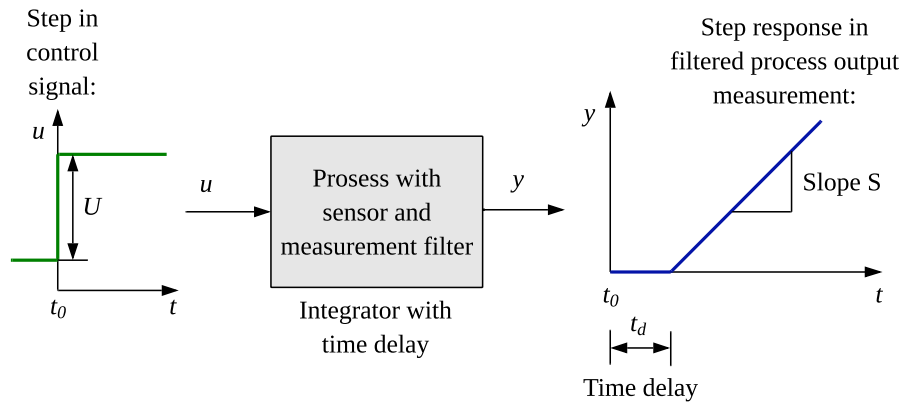 Step in
control
signal:
u
U
t0
t
u
Prosess with
sensor and
measurement filter
Integrator with
time delay
y
Step response in
filtered process output
measurement:
y
Slope S
t0
t
td
Time delay